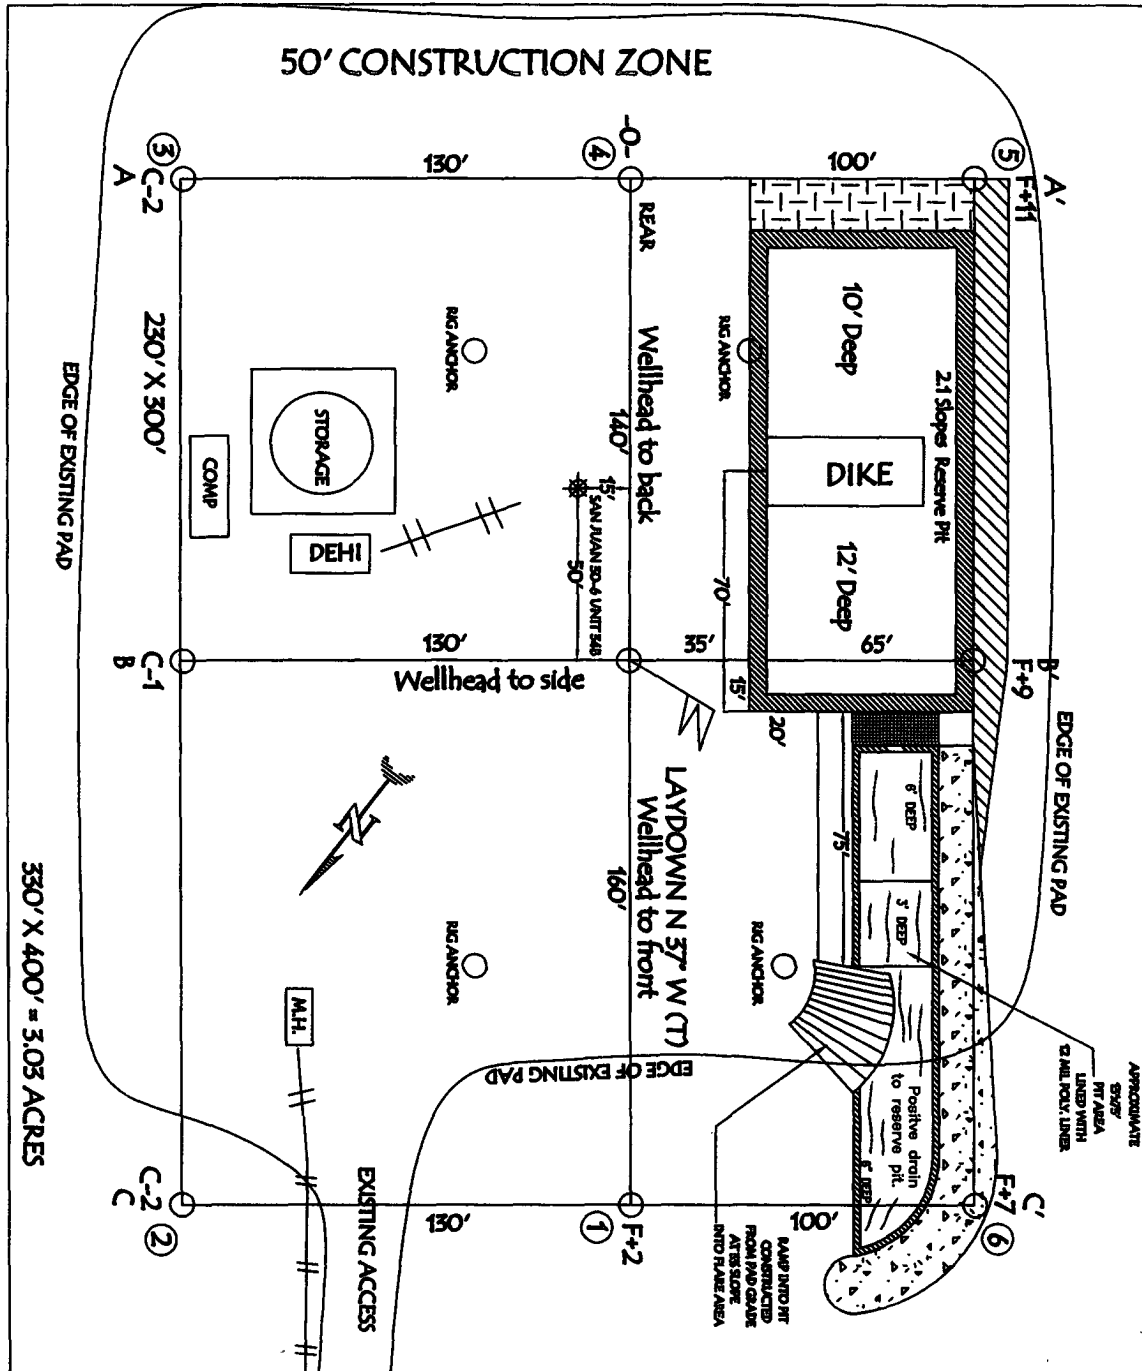 50' CONSTRUCTION ZONE
3
C-2
A
130'
-0-
4
100'
5
F+11
A'
REAR
RIG ANCHOR
RIG ANCHOR
10' Deep
2:1 Slopes Reserve Pit
DIKE
12' Deep
Wellhead to back
140'
15'
SAN JUAN 30-6 UNIT 34B
50'
70'
230' X 300'
STORAGE
COMP
DEHI
EDGE OF EXISTING PAD
C-1
B
130'
Wellhead to side
35'
65'
B'
F+9
15'
20'
EDGE OF EXISTING PAD
LAYDOWN N 37° W (T)
Wellhead to front
160'
N
75'
6' DEEP
3' DEEP
RIG ANCHOR
RIG ANCHOR
M.H.
EDGE OF EXISTING PAD
Positve drain
to reserve pit.
6' DEEP
APPROXIMATE
PIT AREA
LINED WITH
12 MIL POLY. LINER
RAMP INTO PIT
CONSTRUCTED
FROM PAD GRADE
SLOPE
INTO FLARE AREA
EXISTING ACCESS
C-2
C
2
130'
1
F+2
100'
F+7
C'
6
330' X 400' = 3.03 ACRES